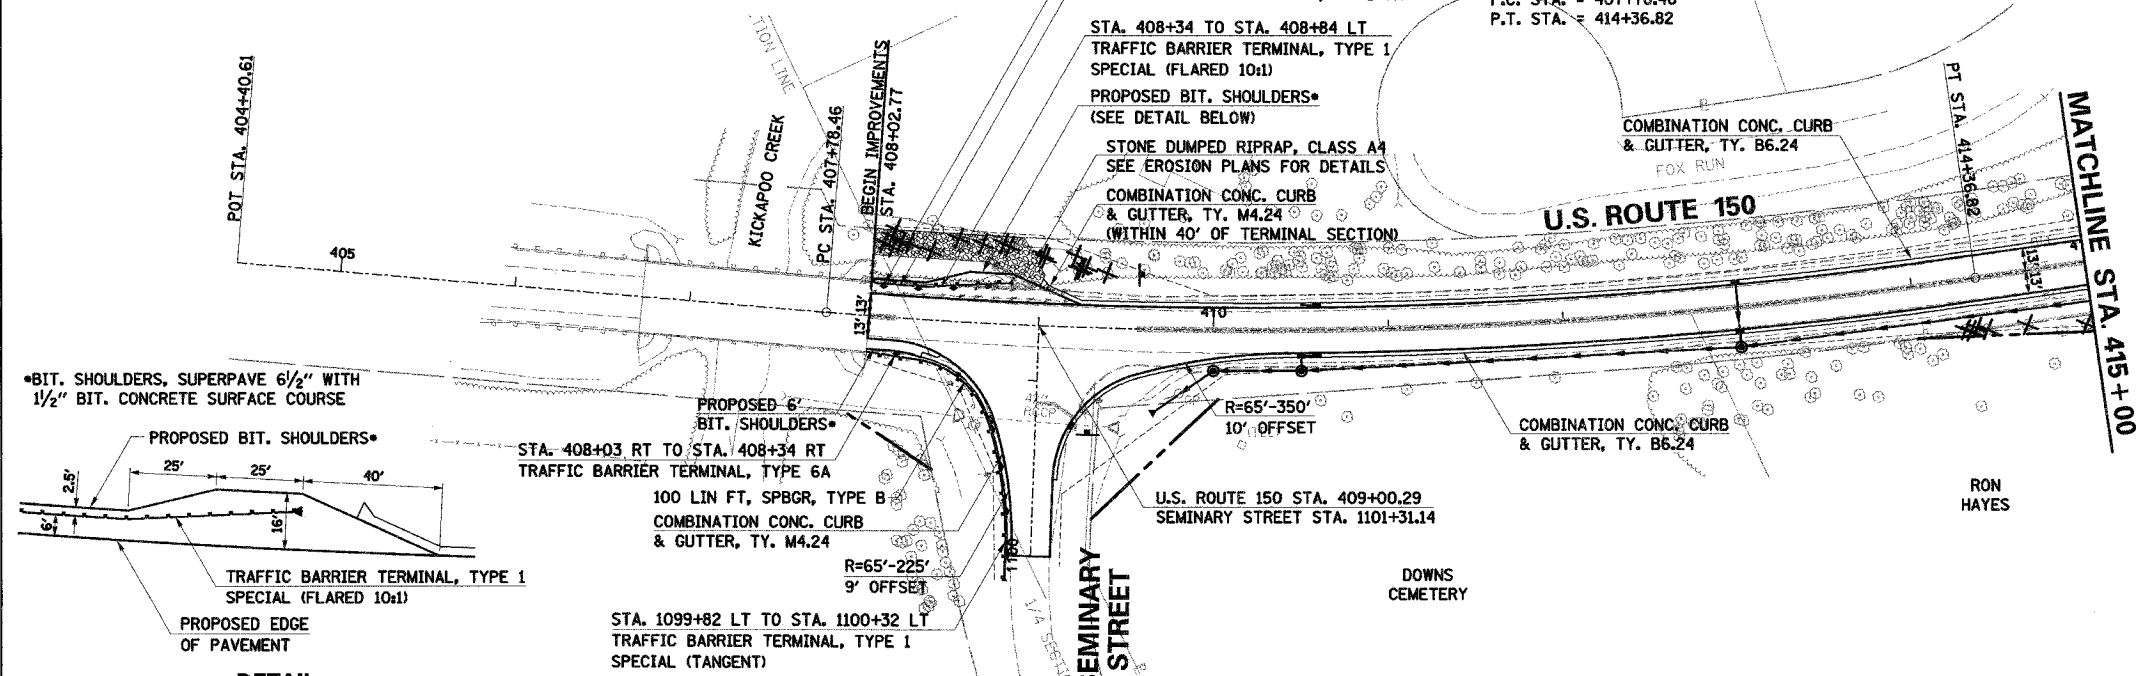 P.T. STA. = 414+36.82
STA. 408+34 TO STA. 408+84 LT
TRAFFIC BARRIER TERMINAL, TYPE 1
SPECIAL (FLARED 10:1)
PROPOSED BIT. SHOULDERS*
(SEE DETAIL BELOW)
STONE DUMPED RIPRAP, CLASS A4
SEE EROSION PLANS FOR DETAILS
COMBINATION CONC. CURB
& GUTTER, TY. M4.24
(WITHIN 40' OF TERMINAL SECTION)
POT STA. 404+40.61
405
KICKAPOO CREEK
PC STA. 407+78.46
BEGIN IMPROVEMENTS
STA. 408+02.77
13' 13'
410
COMBINATION CONC. CURB
& GUTTER, TY. B6.24
FOX RUN
U.S. ROUTE 150
PT STA. 414+36.82
13' 13'
MATCHLINE STA. 415+00
*BIT. SHOULDERS, SUPERPAVE 6 1/2" WITH
1 1/2" BIT. CONCRETE SURFACE COURSE
PROPOSED BIT. SHOULDERS*
25'
25'
40'
2.5'
6'
16'
TRAFFIC BARRIER TERMINAL, TYPE 1
SPECIAL (FLARED 10:1)
PROPOSED EDGE
OF PAVEMENT
PROPOSED 6'
BIT. SHOULDERS*
STA. 408+03 RT TO STA. 408+34 RT
TRAFFIC BARRIER TERMINAL, TYPE 6A
100 LIN FT, SPBGR, TYPE B
COMBINATION CONC. CURB
& GUTTER, TY. M4.24
R=65'-225'
9' OFFSET
STA. 1099+82 LT TO STA. 1100+32 LT
TRAFFIC BARRIER TERMINAL, TYPE 1
SPECIAL (TANGENT)
R=65'-350'
10' OFFSET
U.S. ROUTE 150 STA. 409+00.29
SEMINARY STREET STA. 1101+31.14
COMBINATION CONC. CURB
& GUTTER, TY. B6.24
RON
HAYES
DOWNS
CEMETERY
STREET